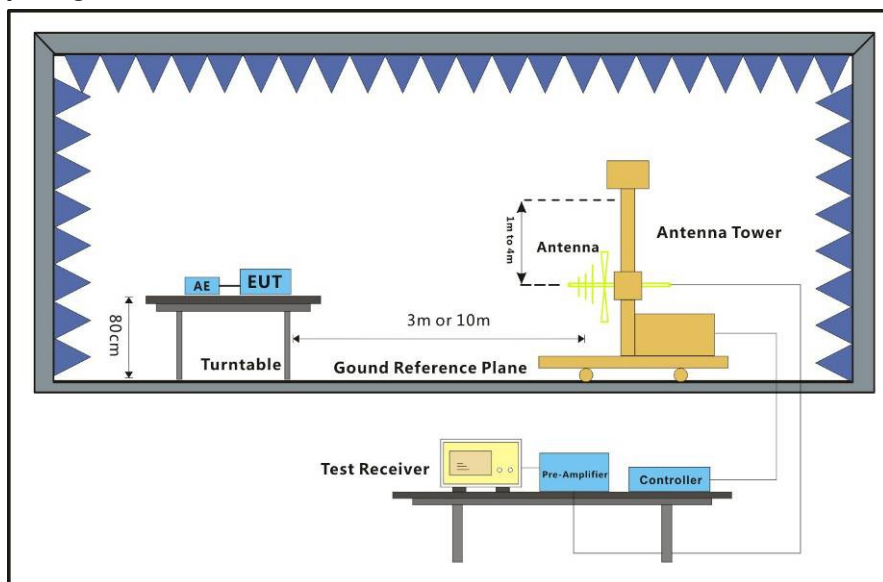 1m to 4m
Antenna
Antenna Tower
AE
EUT
80cm
3m or 10m
Turntable
Gound Reference Plane
Test Receiver
Pre-Amplifier
Controller